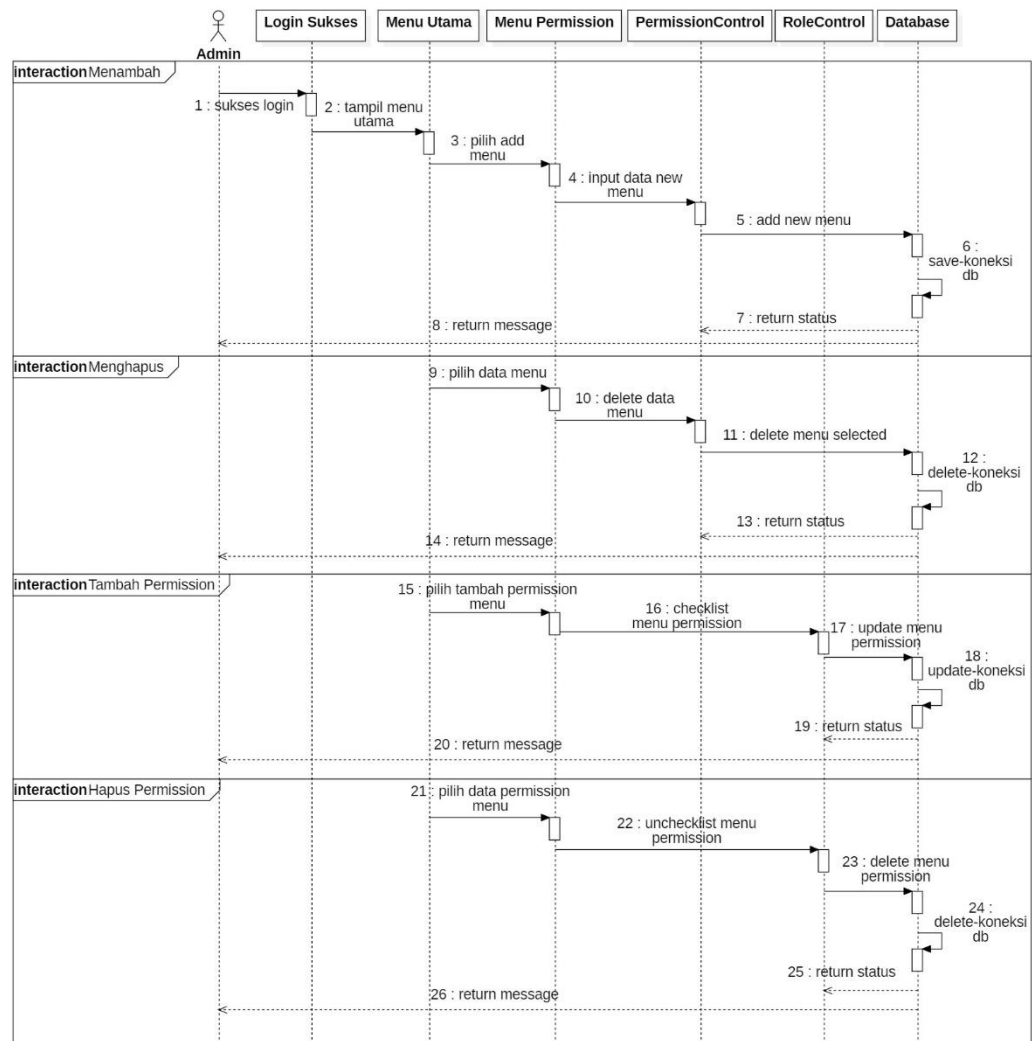 Login Sukses
Menu Utama
Menu Permission
PermissionControl
RoleControl
Database
Admin
interaction Menambah
1 : sukses login
2 : tampil menu
utama
3 : pilih add
menu
4 : input data new
menu
5 : add new menu
6 :
save-koneksi
db
7 : return status
8 : return message
interaction Menghapus
9 : pilih data menu
10 : delete data
menu
11 : delete menu selected
12 :
delete-koneksi
db
13 : return status
14 : return message
interaction Tambah Permission
15 : pilih tambah permission
menu
16 : checklist
menu permission
17 : update menu
permission
18 :
update-koneksi
db
19 : return status
20 : return message
interaction Hapus Permission
21 : pilih data permission
menu
22 : unchecklist menu
permission
23 : delete menu
permission
24 :
delete-koneksi
db
25 : return status
26 : return message